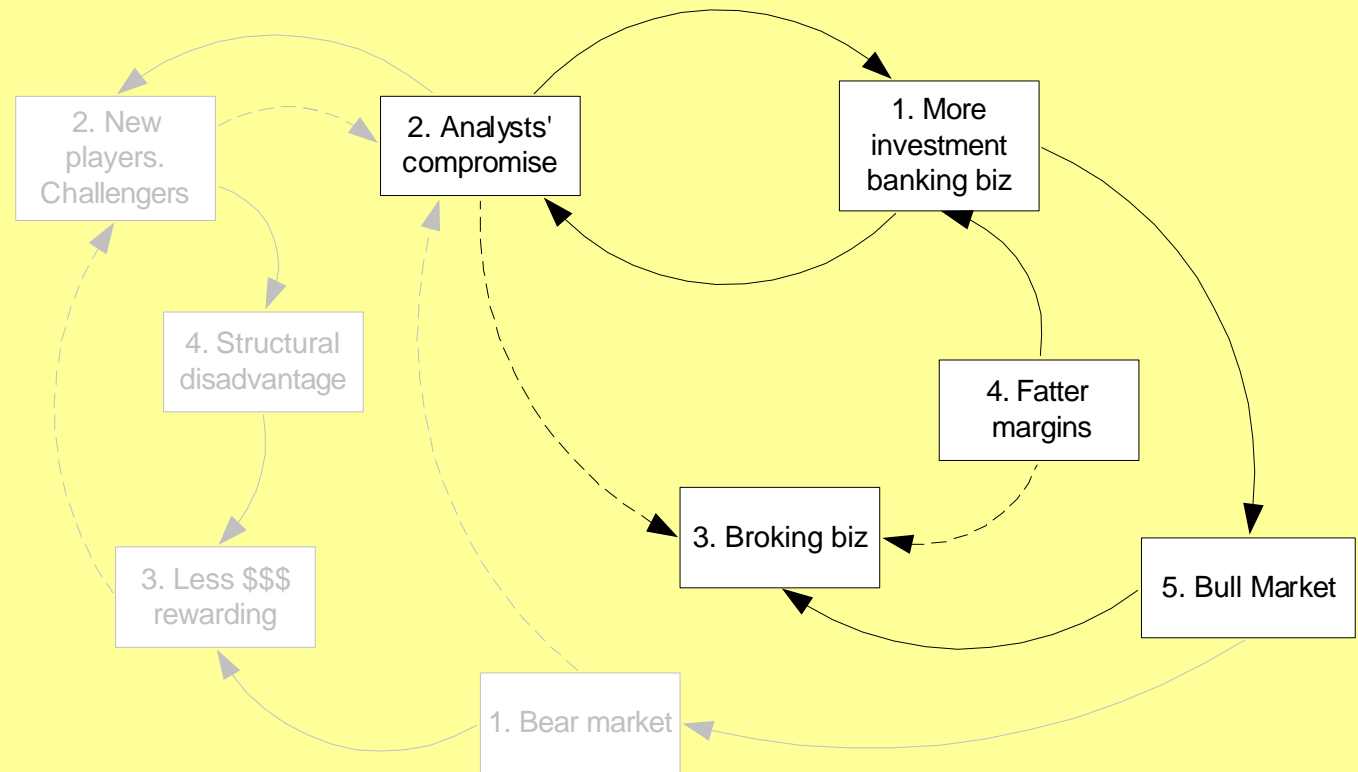 2. New
players.
Challengers
2. Analysts'
compromise
1. More
investment
banking biz
4. Structural
disadvantage
4. Fatter
margins
3. Broking biz
3. Less $$$
rewarding
5. Bull Market
1. Bear market